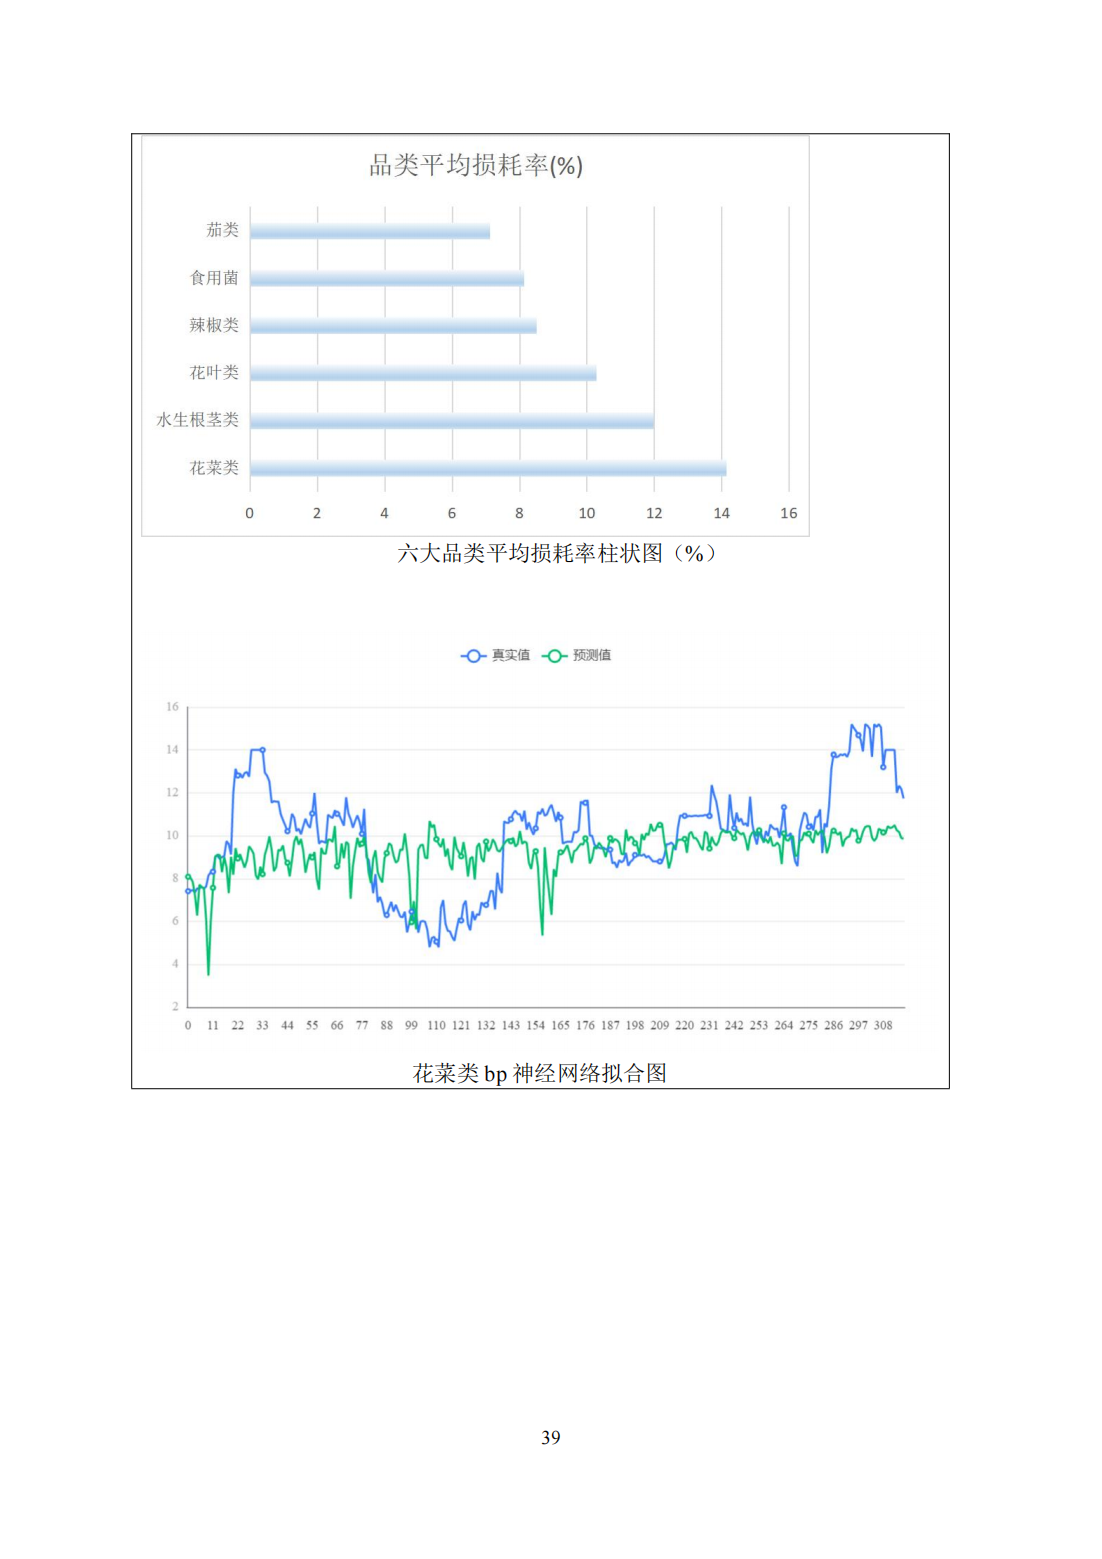 品类平均损耗率(%)
茄类
食用菌
辣椒类
花叶类
水生根茎类
花菜类
0 2 4 6 8 10 12 14 16
六大品类平均损耗率柱状图（%）
真实值 预测值
16
14
12
10
8
6
4
2
0 11 22 33 44 55 66 77 88 99 110 121 132 143 154 165 176 187 198 209 220 231 242 253 264 275 286 297 308
花菜类 bp 神经网络拟合图
39